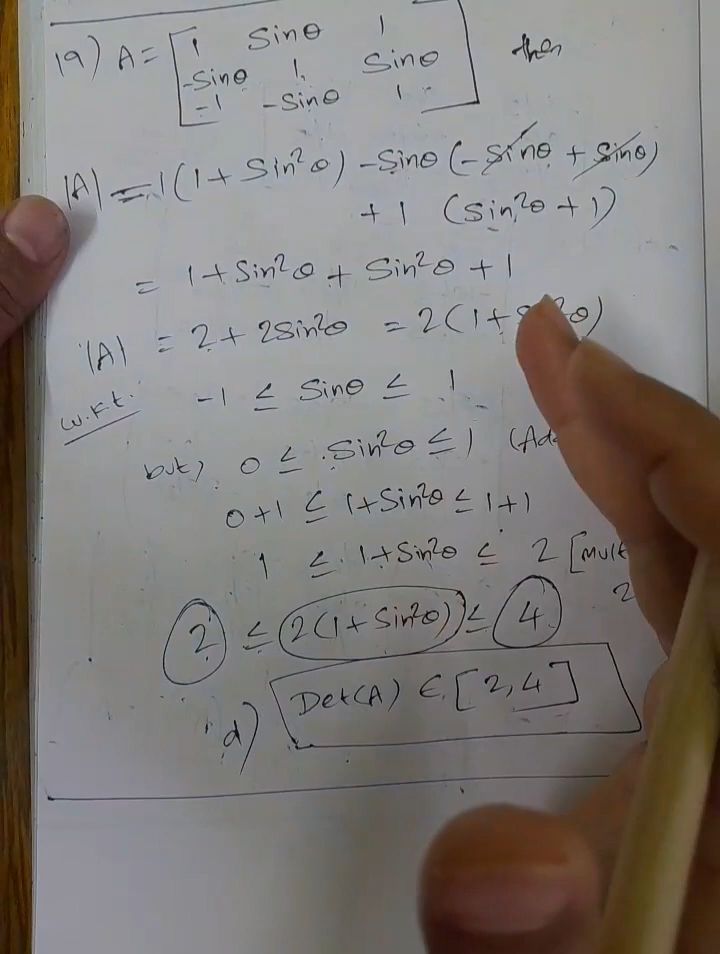 19) A = [ 1 Sinθ 1
-Sinθ 1 Sinθ then
-1 -Sinθ 1 ]
|A| = 1(1+Sin²θ) -Sinθ (-Sinθ + Sinθ)
+ 1 (Sin²θ + 1)
= 1+Sin²θ + Sin²θ + 1
|A| = 2+2Sin²θ = 2(1+
w.k.t. -1 ≤ Sinθ ≤ 1
but, 0 ≤ Sin²θ ≤ 1
0+1 ≤ 1+Sin²θ ≤ 1+1
1 ≤ 1+Sin²θ ≤ 2
2
2 ≤ 2(1+Sin²θ) ≤ 4
d) Det(A) ∈ [2,4]